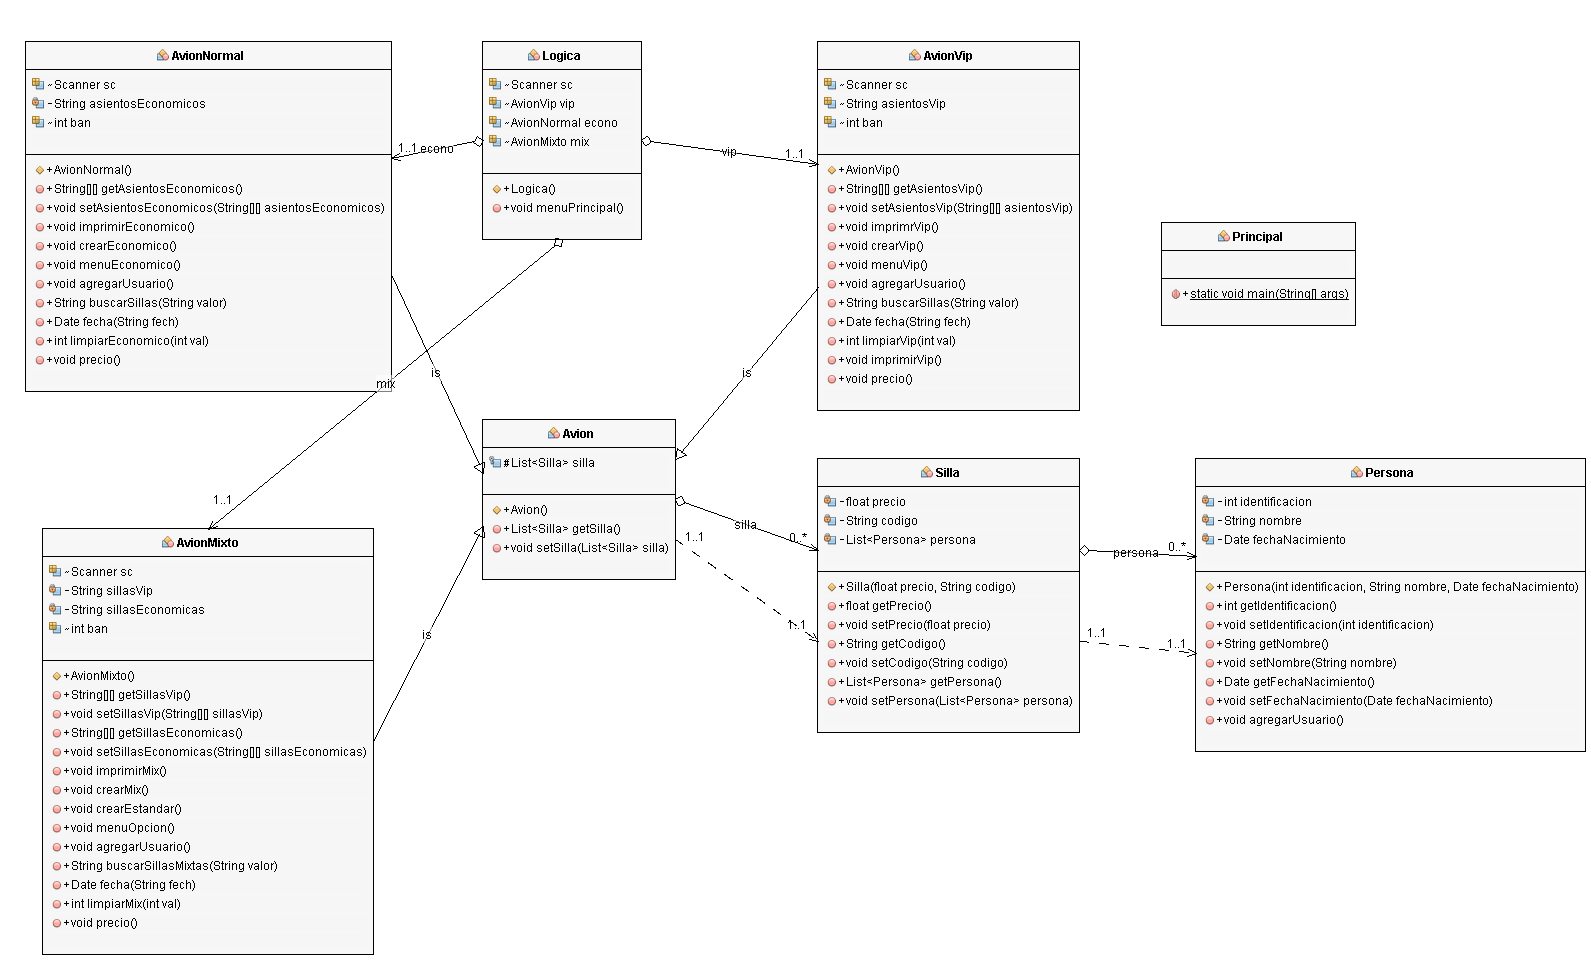 AvionNormal
~Scanner sc
-String asientosEconomicos
~int ban
+AvionNormal()
+String[][] getAsientosEconomicos()
+void setAsientosEconomicos(String[][] asientosEconomicos)
+void imprimirEconomico()
+void crearEconomico()
+void menuEconomico()
+void agregarUsuario()
+String buscarSillas(String valor)
+Date fecha(String fech)
+int limpiarEconomico(int val)
+void precio()
1..1 econo
Logica
~Scanner sc
~AvionVip vip
~AvionNormal econo
~AvionMixto mix
+Logica()
+void menuPrincipal()
vip
1..1
AvionVip
~Scanner sc
~String asientosVip
~int ban
+AvionVip()
+String[][] getAsientosVip()
+void setAsientosVip(String[][] asientosVip)
+void imprimrVip()
+void crearVip()
+void menuVip()
+void agregarUsuario()
+String buscarSillas(String valor)
+Date fecha(String fech)
+int limpiarVip(int val)
+void imprimirVip()
+void precio()
Principal
+static void main(String[] args)
is
mix
is
1..1
Avion
#List<Silla> silla
+Avion()
+List<Silla> getSilla()
+void setSilla(List<Silla> silla)
silla
0..*
1..1
1..1
Silla
-float precio
-String codigo
-List<Persona> persona
+Silla(float precio, String codigo)
+float getPrecio()
+void setPrecio(float precio)
+String getCodigo()
+void setCodigo(String codigo)
+List<Persona> getPersona()
+void setPersona(List<Persona> persona)
persona
0..*
1..1
1..1
Persona
-int identificacion
-String nombre
-Date fechaNacimiento
+Persona(int identificacion, String nombre, Date fechaNacimiento)
+int getIdentificacion()
+void setIdentificacion(int identificacion)
+String getNombre()
+void setNombre(String nombre)
+Date getFechaNacimiento()
+void setFechaNacimiento(Date fechaNacimiento)
+void agregarUsuario()
AvionMixto
~Scanner sc
-String sillasVip
-String sillasEconomicas
~int ban
+AvionMixto()
+String[][] getSillasVip()
+void setSillasVip(String[][] sillasVip)
+String[][] getSillasEconomicas()
+void setSillasEconomicas(String[][] sillasEconomicas)
+void imprimirMix()
+void crearMix()
+void crearEstandar()
+void menuOpcion()
+void agregarUsuario()
+String buscarSillasMixtas(String valor)
+Date fecha(String fech)
+int limpiarMix(int val)
+void precio()
is